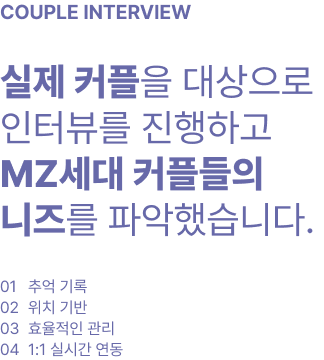 COUPLE INTERVIEW
실제 커플을 대상으로
인터뷰를 진행하고
MZ세대 커플들의
니즈를 파악했습니다.
01 추억 기록
02 위치 기반
03 효율적인 관리
04 1:1 실시간 연동